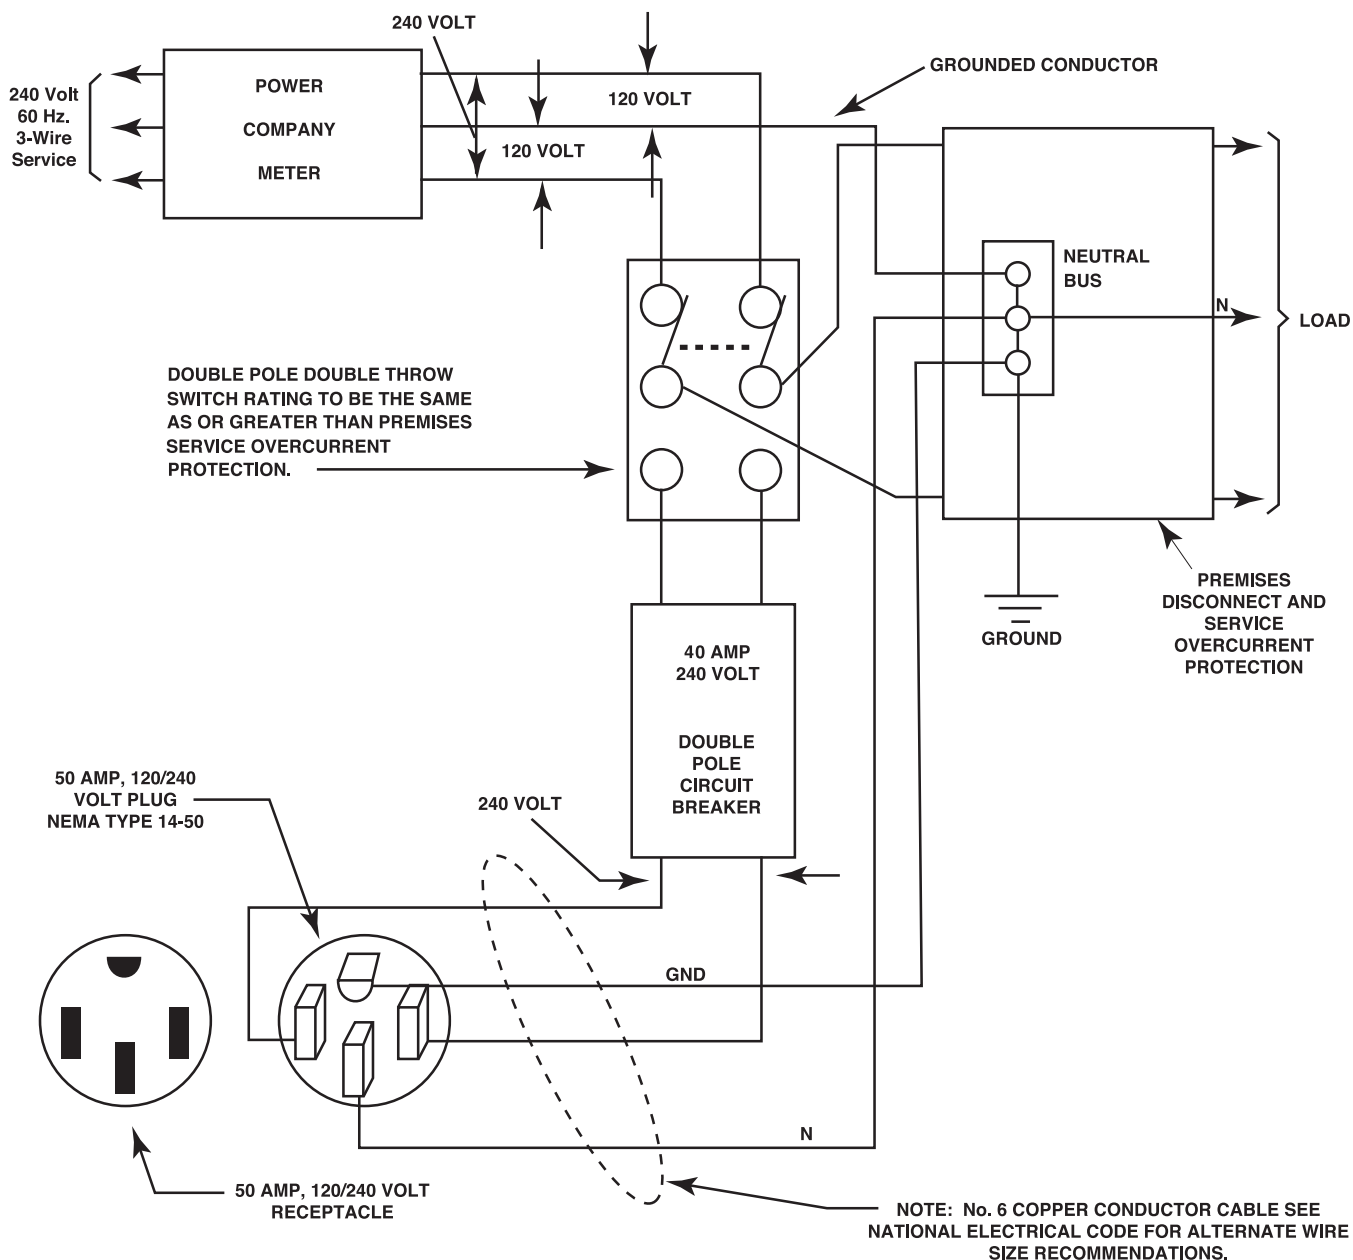 240 VOLT
240 Volt
60 Hz.
3-Wire
Service
POWER
COMPANY
METER
120 VOLT
120 VOLT
GROUNDED CONDUCTOR
NEUTRAL
BUS
N
LOAD
DOUBLE POLE DOUBLE THROW
SWITCH RATING TO BE THE SAME
AS OR GREATER THAN PREMISES
SERVICE OVERCURRENT
PROTECTION.
GROUND
PREMISES
DISCONNECT AND
SERVICE
OVERCURRENT
PROTECTION
40 AMP
240 VOLT
DOUBLE
POLE
CIRCUIT
BREAKER
50 AMP, 120/240
VOLT PLUG
NEMA TYPE 14-50
240 VOLT
GND
N
50 AMP, 120/240 VOLT
RECEPTACLE
NOTE: No. 6 COPPER CONDUCTOR CABLE SEE
NATIONAL ELECTRICAL CODE FOR ALTERNATE WIRE
SIZE RECOMMENDATIONS.